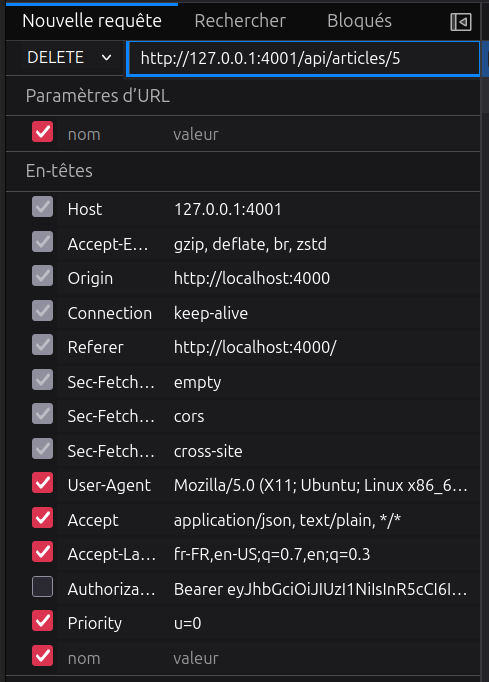 Nouvelle requête Rechercher Bloqués
DELETE http://127.0.0.1:4001/api/articles/5
Paramètres d’URL
nom valeur
En-têtes
Host 127.0.0.1:4001
Accept-E… gzip, deflate, br, zstd
Origin http://localhost:4000
Connection keep-alive
Referer http://localhost:4000/
Sec-Fetch… empty
Sec-Fetch… cors
Sec-Fetch… cross-site
User-Agent Mozilla/5.0 (X11; Ubuntu; Linux x86_6…
Accept application/json, text/plain, */*
Accept-La… fr-FR,en-US;q=0.7,en;q=0.3
Authoriza… Bearer eyJhbGciOiJIUzI1NiIsInR5cCI6I…
Priority u=0
nom valeur